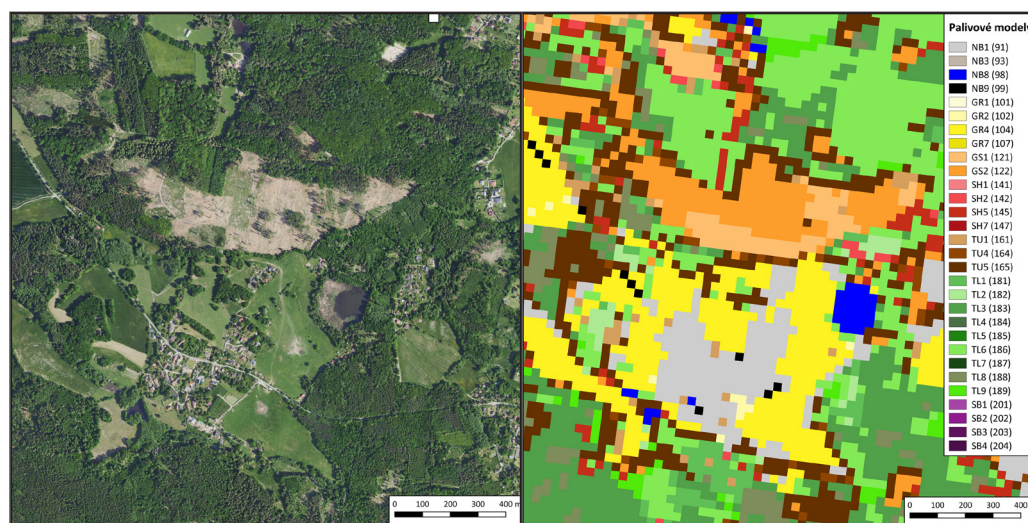 Palivové modely
NB1 (91)
NB3 (93)
NB8 (98)
NB9 (99)
GR1 (101)
GR2 (102)
GR4 (104)
GR7 (107)
GS1 (121)
GS2 (122)
SH1 (141)
SH2 (142)
SH5 (145)
SH7 (147)
TU1 (161)
TU4 (164)
TU5 (165)
TL1 (181)
TL2 (182)
TL3 (183)
TL4 (184)
TL5 (185)
TL6 (186)
TL7 (187)
TL8 (188)
TL9 (189)
SB1 (201)
SB2 (202)
SB3 (203)
SB4 (204)
0 100 200 300 400 m
0 100 200 300 400